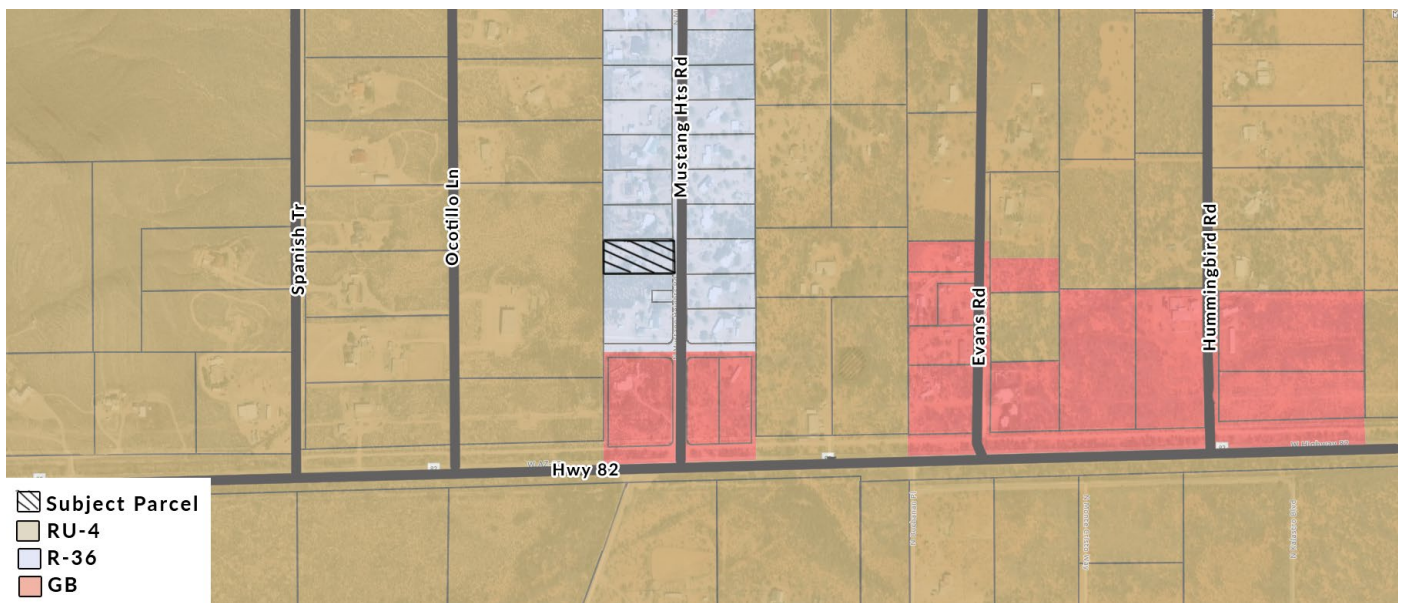 Mustang Hts Rd
Spanish Tr
Ocotillo Ln
Evans Rd
Hummingbird Rd
Hwy 82
82
Subject Parcel
RU-4
R-36
GB